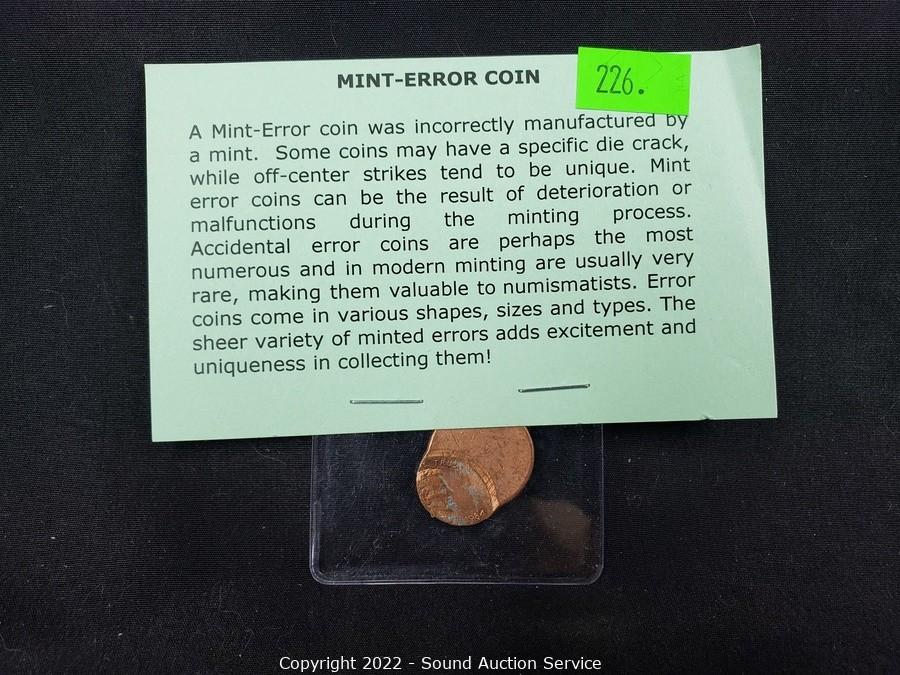 MINT-ERROR COIN
226.
A Mint-Error coin was incorrectly manufactured by
a mint. Some coins may have a specific die crack,
while off-center strikes tend to be unique. Mint
error coins can be the result of deterioration or
malfunctions during the minting process.
Accidental error coins are perhaps the most
numerous and in modern minting are usually very
rare, making them valuable to numismatists. Error
coins come in various shapes, sizes and types. The
sheer variety of minted errors adds excitement and
uniqueness in collecting them!
Copyright 2022 - Sound Auction Service